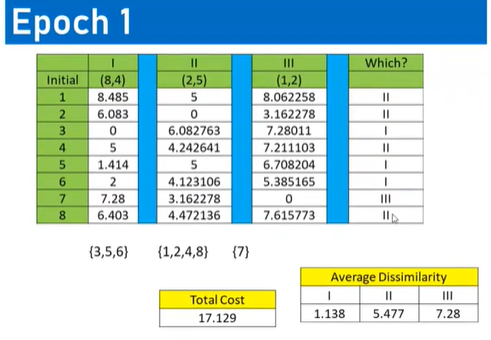 Epoch 1
I II III Which?
Initial (8,4) (2,5) (1,2)
1 8.485 5 8.062258 II
2 6.083 0 3.162278 II
3 0 6.082763 7.28011 I
4 5 4.242641 7.211103 II
5 1.414 5 6.708204 I
6 2 4.123106 5.385165 I
7 7.28 3.162278 0 III
8 6.403 4.472136 7.615773 II
{3,5,6} {1,2,4,8} {7}
Average Dissimilarity
Total Cost I II III
17.129 1.138 5.477 7.28